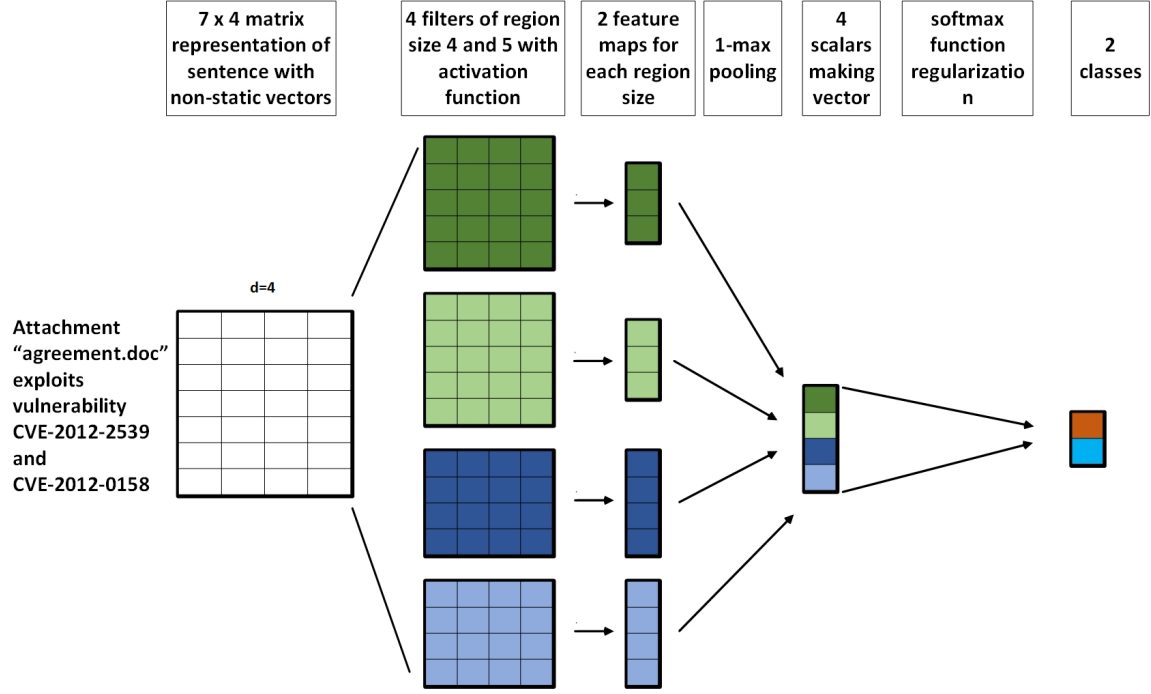 7 x 4 matrix
representation of
sentence with
non-static vectors
4 filters of region
size 4 and 5 with
activation
function
2 feature
maps for
each region
size
1-max
pooling
4
scalars
making
vector
softmax
function
regularizatio
n
2
classes
d=4
Attachment
“agreement.doc”
exploits
vulnerability
CVE-2012-2539
and
CVE-2012-0158